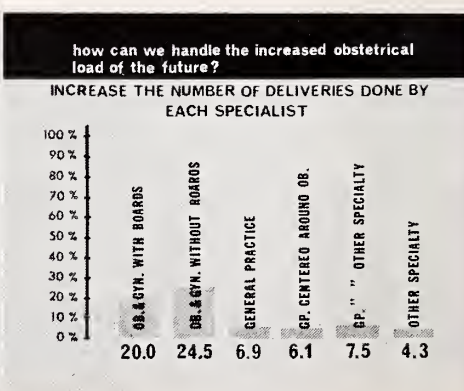 how can we handle the increased obstetrical
load of the future?
INCREASE THE NUMBER OF DELIVERIES DONE BY
EACH SPECIALIST
100 %
90 %
80 %
70 %
60 %
50 %
40 %
30 %
20 %
10 %
0 %
OB.& GYN. WITH BOARDS
OB.& GYN. WITHOUT BOARDS
GENERAL PRACTICE
GP. CENTERED AROUND OB.
GP. " " OTHER SPECIALTY
OTHER SPECIALTY
20.0 24.5 6.9 6.1 7.5 4.3